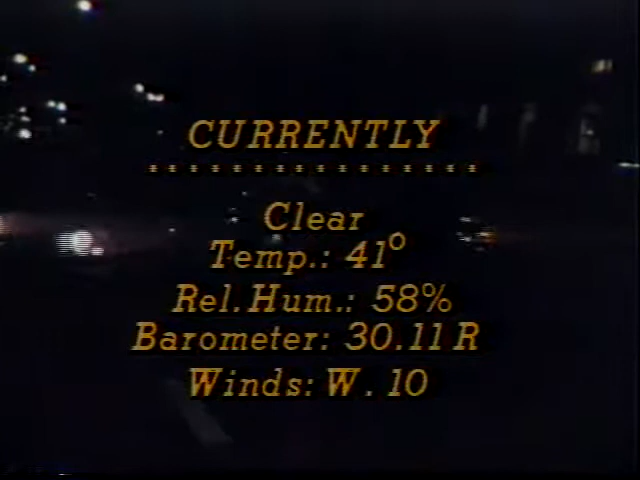 CURRENTLY
Clear
Temp.: 41°
Rel.Hum.: 58%
Barometer: 30.11 R
Winds: W. 10